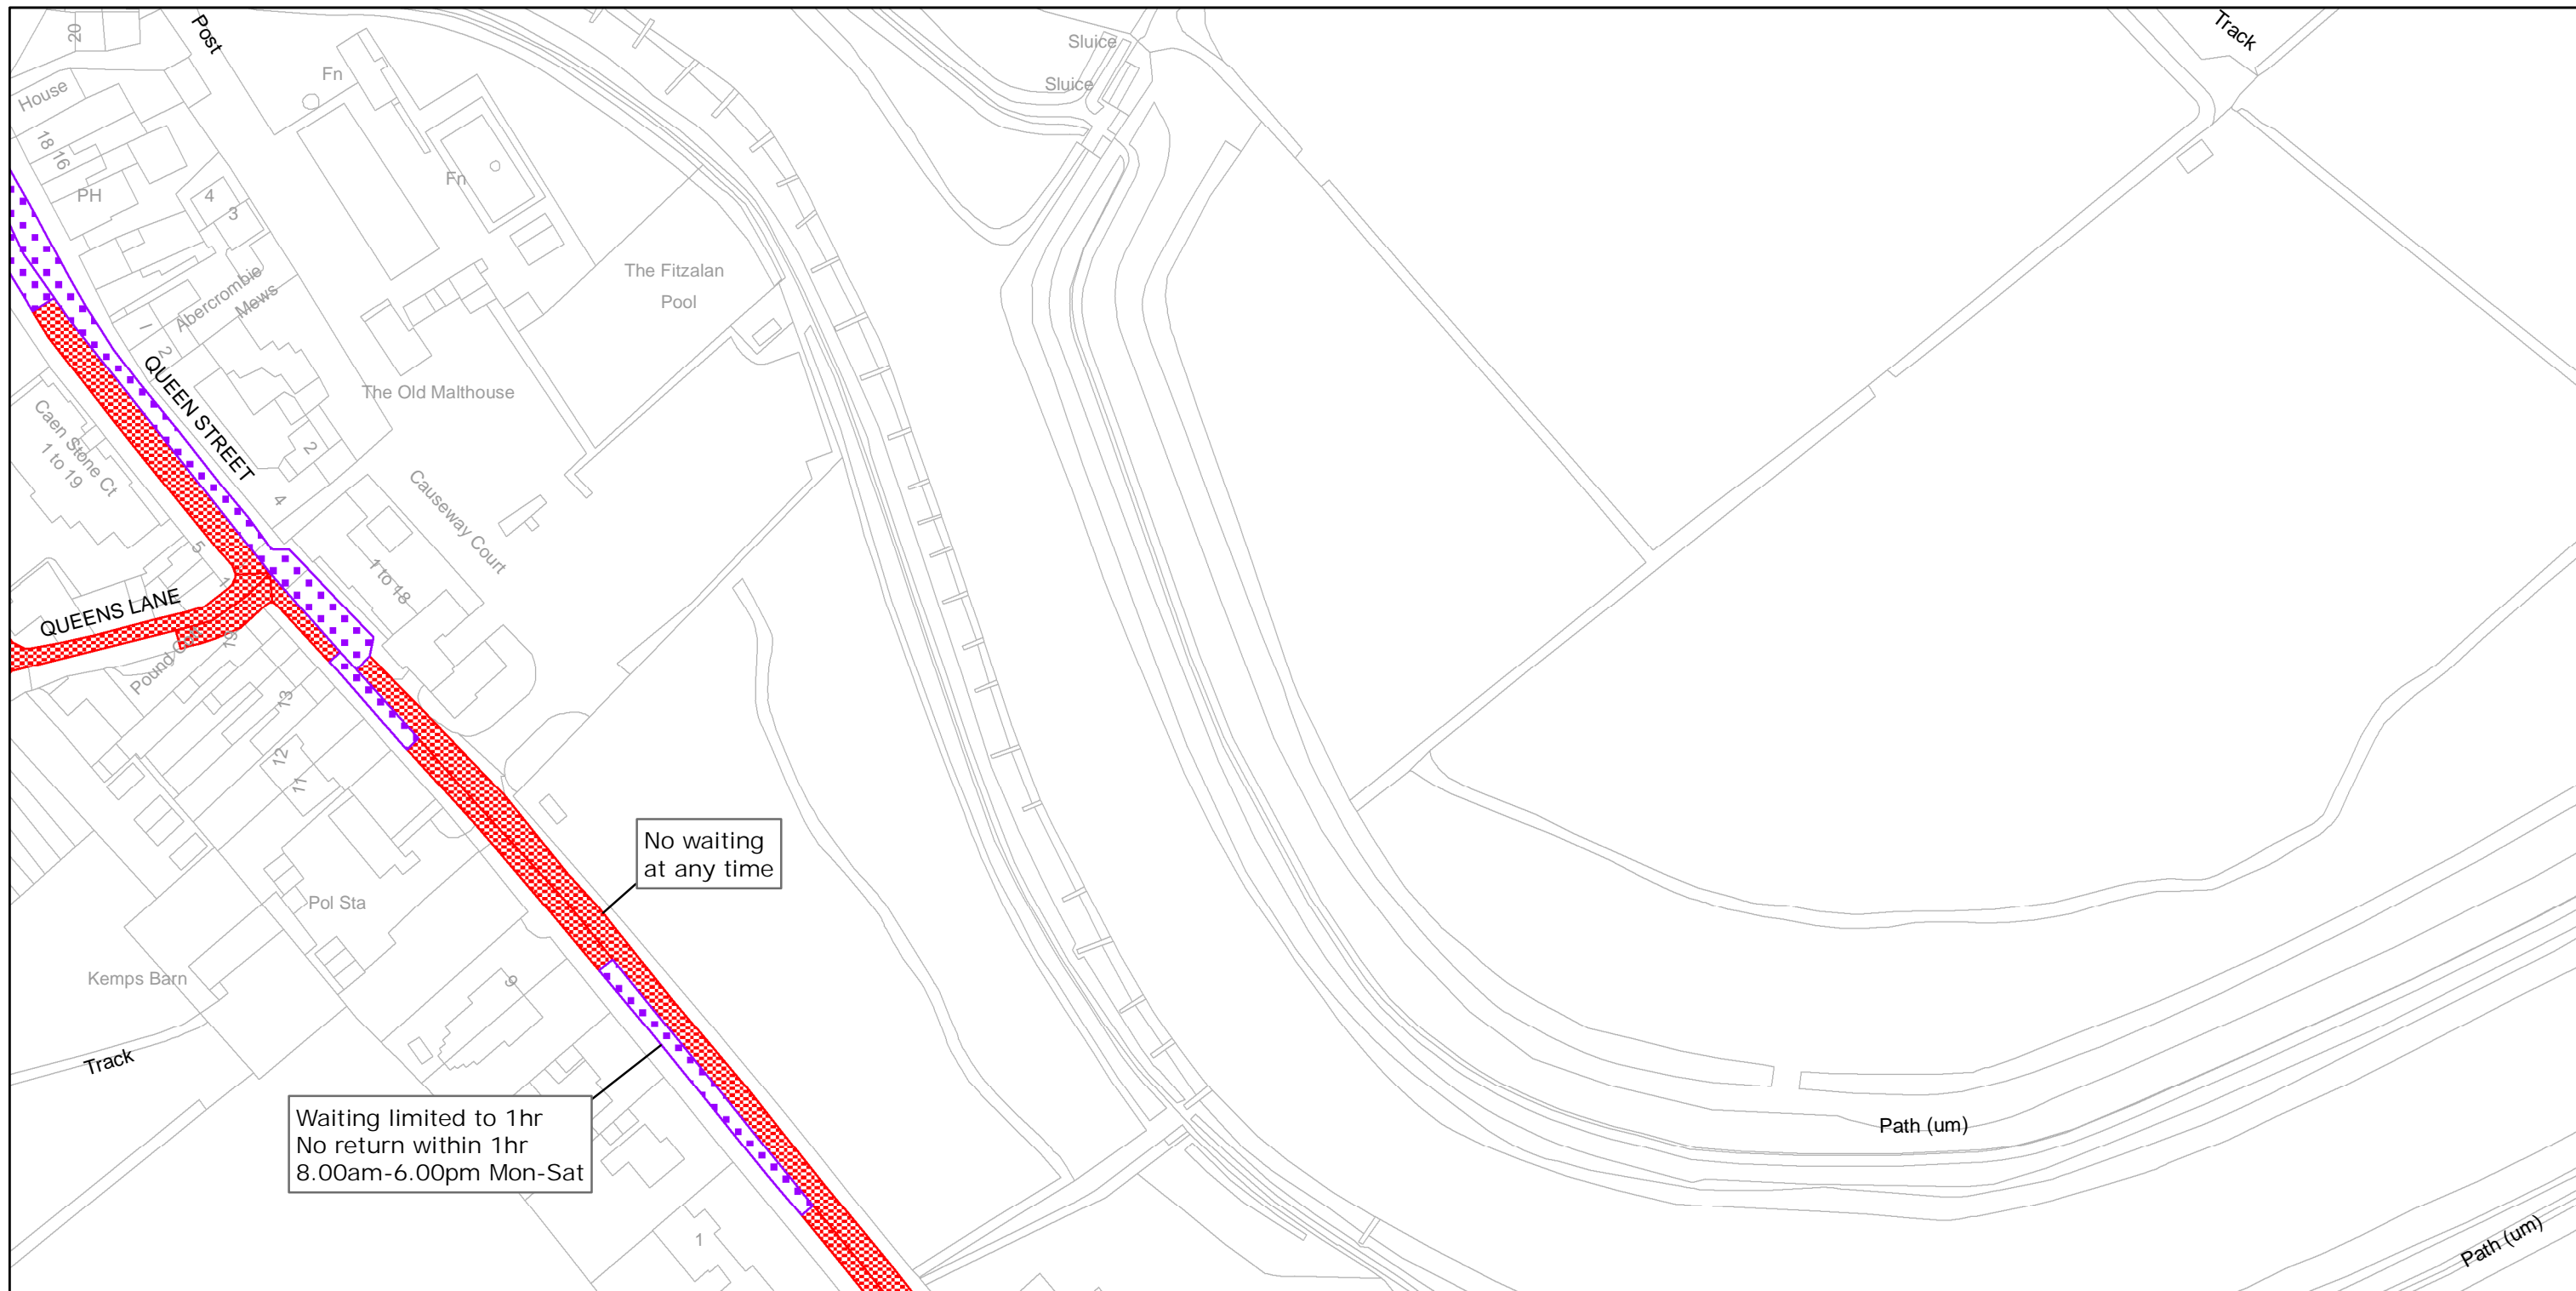 20
Post
House
18 16
PH
Fn
Fn
4
3
Sluice
Sluice
Track
The Fitzalan
Pool
Abercrombie
Mews
1
2
QUEEN STREET
The Old Malthouse
Caen Stone Ct
1 to 19
2
4
Causeway Court
5
1
1 to 18
QUEENS LANE
19
13
12
11
No waiting
at any time
Pol Sta
Kemps Barn
9
Track
Waiting limited to 1hr
No return within 1hr
8.00am-6.00pm Mon-Sat
1
Path (um)
Path (um)